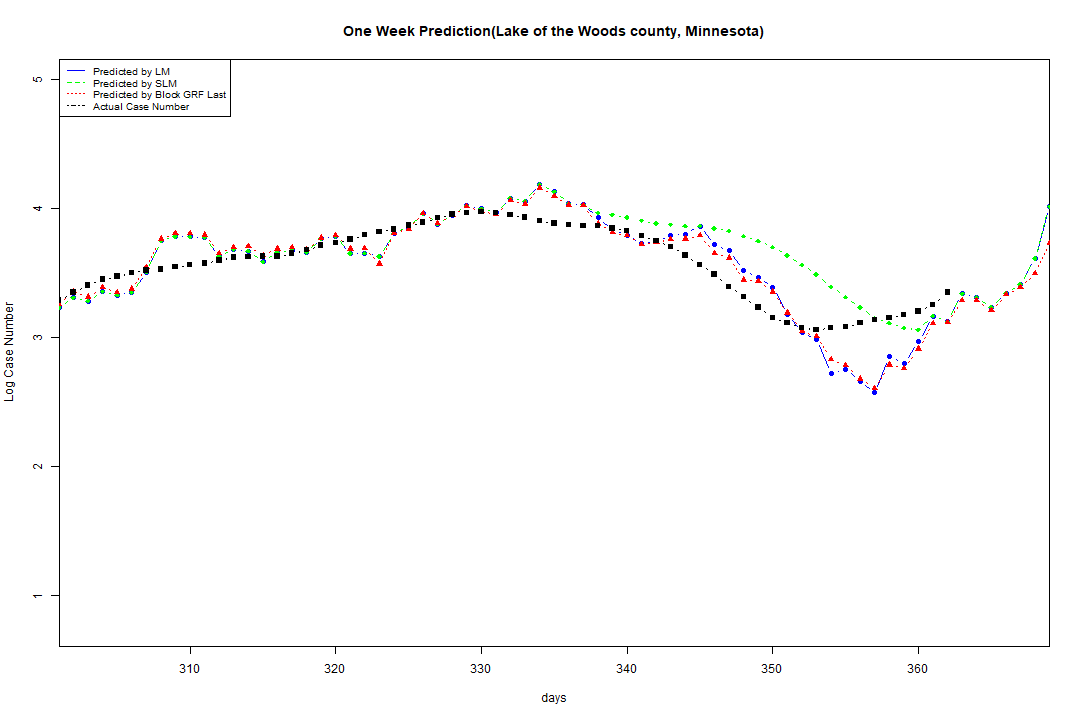 One Week Prediction(Lake of the Woods county, Minnesota)
Predicted by LM
Predicted by SLM
Predicted by Block GRF Last
Actual Case Number
5
4
3
2
1
Log Case Number
310 320 330 340 350 360
days